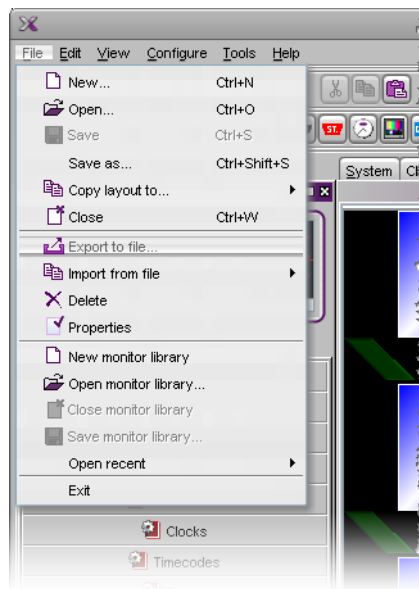 File Edit View Configure Tools Help
New... Ctrl+N
Open... Ctrl+O
Save Ctrl+S
Save as... Ctrl+Shift+S
Copy layout to...
Close Ctrl+W
Export to file...
Import from file
Delete
Properties
New monitor library
Open monitor library...
Close monitor library
Save monitor library...
Open recent
Exit
ST.
System Cl
Clocks
Timecodes